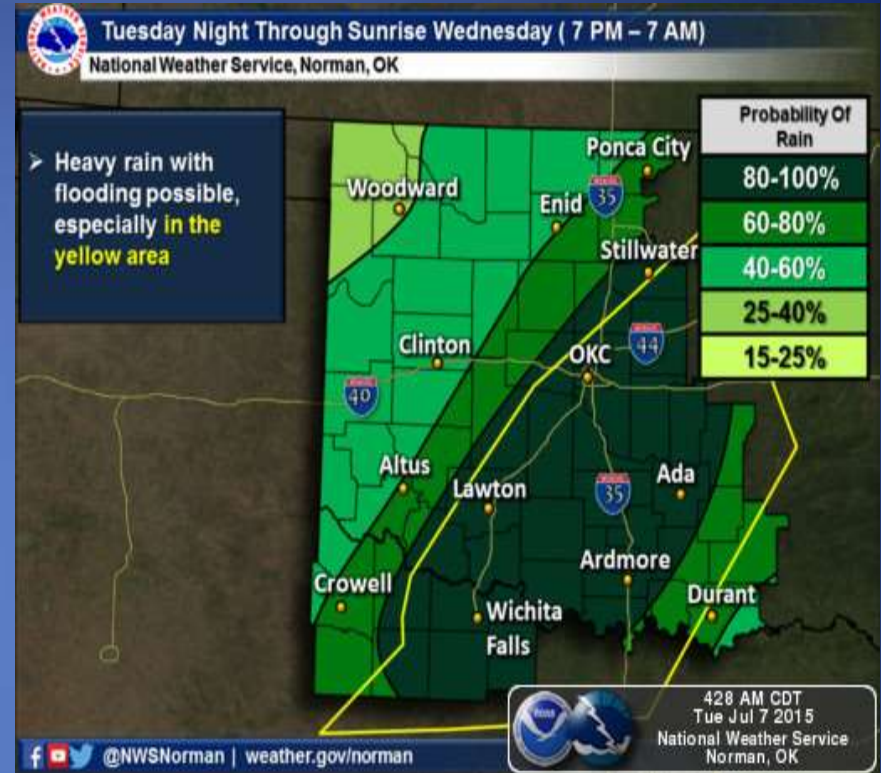 Tuesday Night Through Sunrise Wednesday ( 7 PM – 7 AM)
National Weather Service, Norman, OK
➢ Heavy rain with
flooding possible,
especially in the
yellow area
Probability Of
Rain
80-100%
60-80%
40-60%
25-40%
15-25%
Ponca City
Woodward
35
Enid
Stillwater
44
Clinton
OKC
40
Altus
Lawton
35
Ada
Ardmore
Crowell
Durant
Wichita
Falls
428 AM CDT
Tue Jul 7 2015
National Weather Service
Norman, OK
@NWSNorman | weather.gov/norman